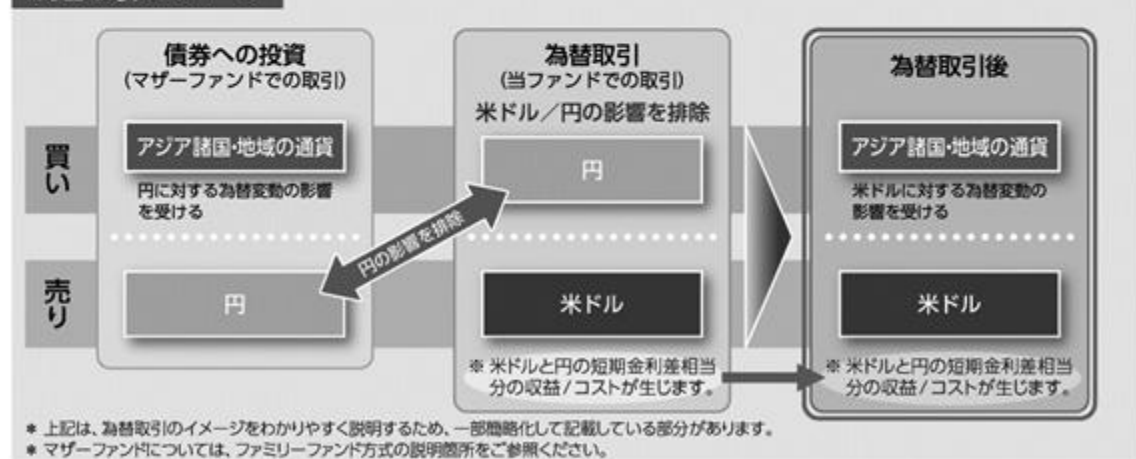 債券への投資
(マザーファンドでの取引)
為替取引
(当ファンドでの取引)
米ドル/円の影響を排除
為替取引後
買い
アジア諸国・地域の通貨
円に対する為替変動の影響
を受ける
円
アジア諸国・地域の通貨
米ドルに対する為替変動の
影響を受ける
円の影響を排除
売り
円
米ドル
※ 米ドルと円の短期金利差相当
分の収益/コストが生じます。
米ドル
※ 米ドルと円の短期金利差相当
分の収益/コストが生じます。
* 上記は、為替取引のイメージをわかりやすく説明するため、一部簡略化して記載している部分があります。
* マザーファンドについては、ファミリーファンド方式の説明箇所をご参照ください。